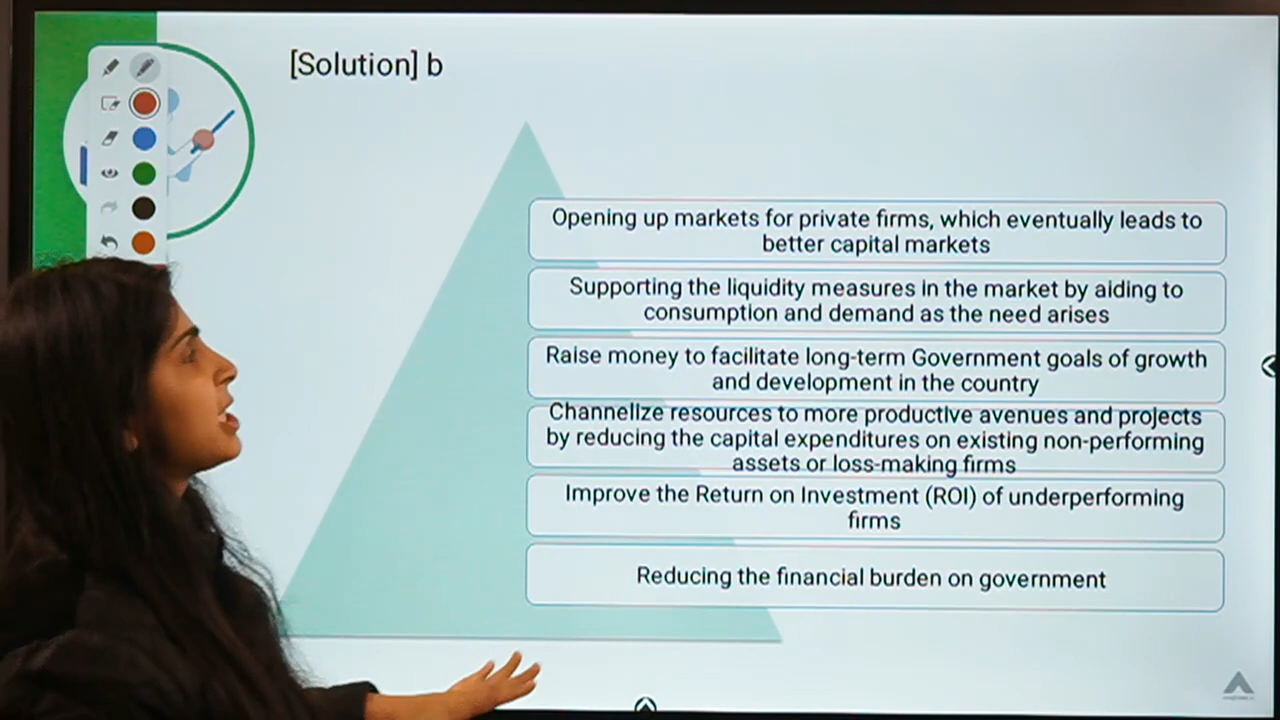 [Solution] b
Opening up markets for private firms, which eventually leads to
better capital markets
Supporting the liquidity measures in the market by aiding to
consumption and demand as the need arises
Raise money to facilitate long-term Government goals of growth
and development in the country
Channelize resources to more productive avenues and projects
by reducing the capital expenditures on existing non-performing
assets or loss-making firms
Improve the Return on Investment (ROI) of underperforming
firms
Reducing the financial burden on government